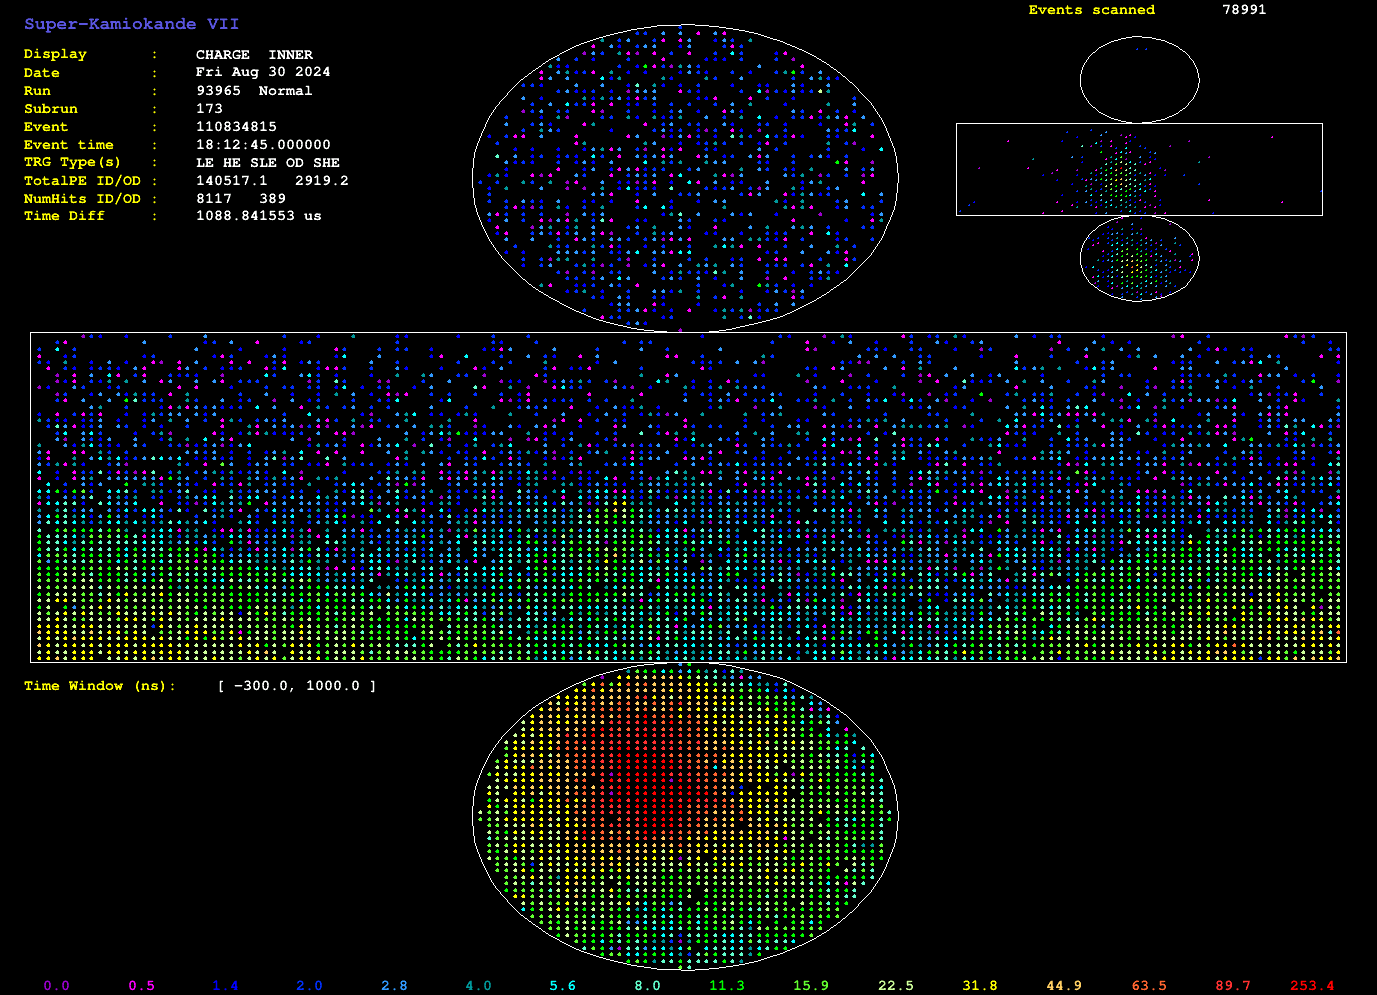 Super-Kamiokande VII
Events scanned 78991
Display : CHARGE INNER
Date : Fri Aug 30 2024
Run : 93965 Normal
Subrun : 173
Event : 110834815
Event time : 18:12:45.000000
TRG Type(s) : LE HE SLE OD SHE
TotalPE ID/OD : 140517.1 2919.2
NumHits ID/OD : 8117 389
Time Diff : 1088.841553 us
Time Window (ns): [ -300.0, 1000.0 ]
0.0 0.5 1.4 2.0 2.8 4.0 5.6 8.0 11.3 15.9 22.5 31.8 44.9 63.5 89.7 253.4